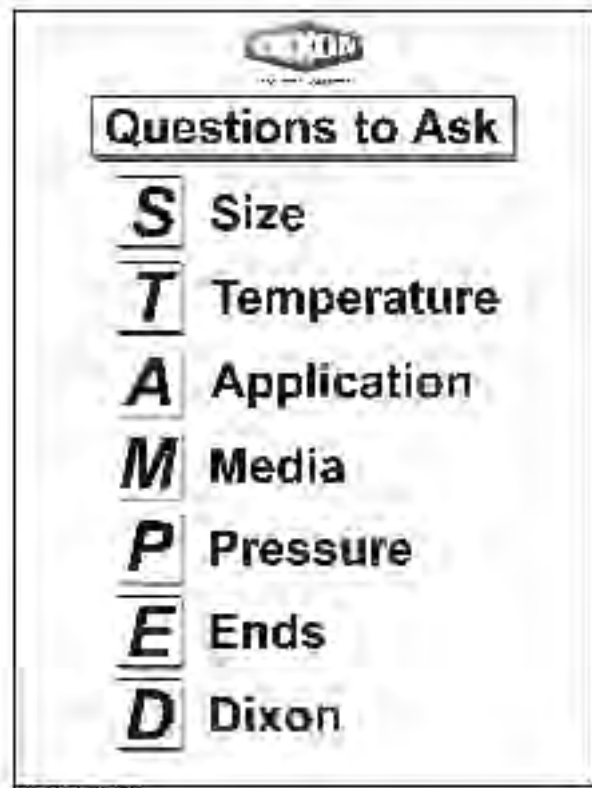 DIXON
Questions to Ask
S Size
T Temperature
A Application
M Media
P Pressure
E Ends
D Dixon